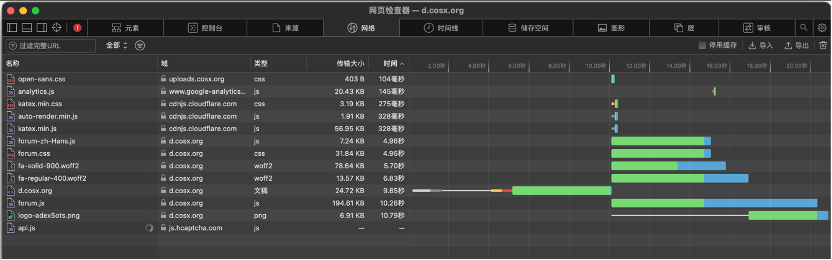 网页检查器 — d.cosx.org
元素 控制台 来源 网络 时间线 储存空间 图形 层 审核
过滤完整URL 全部 停用缓存 导入 导出
名称 域 类型 传输大小 时间 2.00秒 4.00秒 6.00秒 8.00秒 10.00秒 12.00秒 14.00秒 16.00秒 18.00秒 20.00秒
open-sans.css uploads.cosx.org css 403 B 104毫秒
analytics.js www.google-analytics... js 20.43 KB 145毫秒
katex.min.css cdnjs.cloudflare.com css 3.19 KB 275毫秒
auto-render.min.js cdnjs.cloudflare.com js 1.91 KB 328毫秒
katex.min.js cdnjs.cloudflare.com js 56.95 KB 328毫秒
forum-zh-Hans.js d.cosx.org js 7.24 KB 4.96秒
forum.css d.cosx.org css 31.84 KB 4.96秒
fa-solid-900.woff2 d.cosx.org woff2 78.64 KB 5.70秒
fa-regular-400.woff2 d.cosx.org woff2 13.57 KB 6.83秒
d.cosx.org d.cosx.org 文稿 24.72 KB 9.85秒
forum.js d.cosx.org js 194.61 KB 10.26秒
logo-adex5ots.png d.cosx.org png 6.91 KB 10.79秒
api.js js.hcaptcha.com js